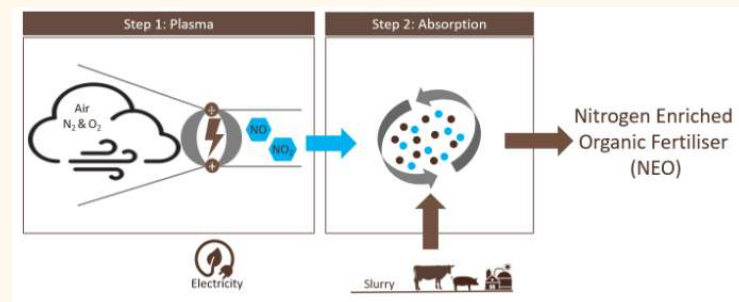 Step 1: Plasma
Step 2: Absorption
Air
N₂ & O₂
NO
NO₂
Nitrogen Enriched
Organic Fertiliser
(NEO)
Electricity
Slurry